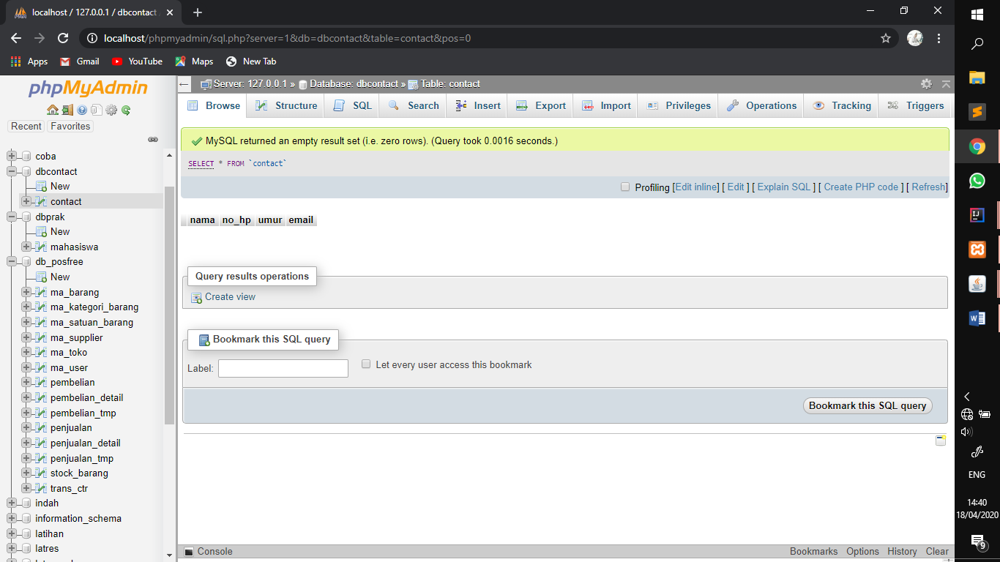 localhost / 127.0.0.1 / dbcontact
localhost/phpmyadmin/sql.php?server=1&db=dbcontact&table=contact&pos=0
Apps Gmail YouTube Maps New Tab
phpMyAdmin
Recent Favorites
coba
dbcontact
New
contact
dbprak
New
mahasiswa
db_posfree
New
ma_barang
ma_kategori_barang
ma_satuan_barang
ma_supplier
ma_toko
ma_user
pembelian
pembelian_detail
pembelian_tmp
penjualan
penjualan_detail
penjualan_tmp
stock_barang
trans_ctr
indah
information_schema
latihan
latres
Server: 127.0.0.1 » Database: dbcontact » Table: contact
Browse Structure SQL Search Insert Export Import Privileges Operations Tracking Triggers
MySQL returned an empty result set (i.e. zero rows). (Query took 0.0016 seconds.)
SELECT * FROM `contact`
Profiling [Edit inline] [ Edit ] [ Explain SQL ] [ Create PHP code ] [ Refresh]
nama no_hp umur email
Query results operations
Create view
Bookmark this SQL query
Label: Let every user access this bookmark
Bookmark this SQL query
Console Bookmarks Options History Clear
ENG
14:40
18/04/2020
9